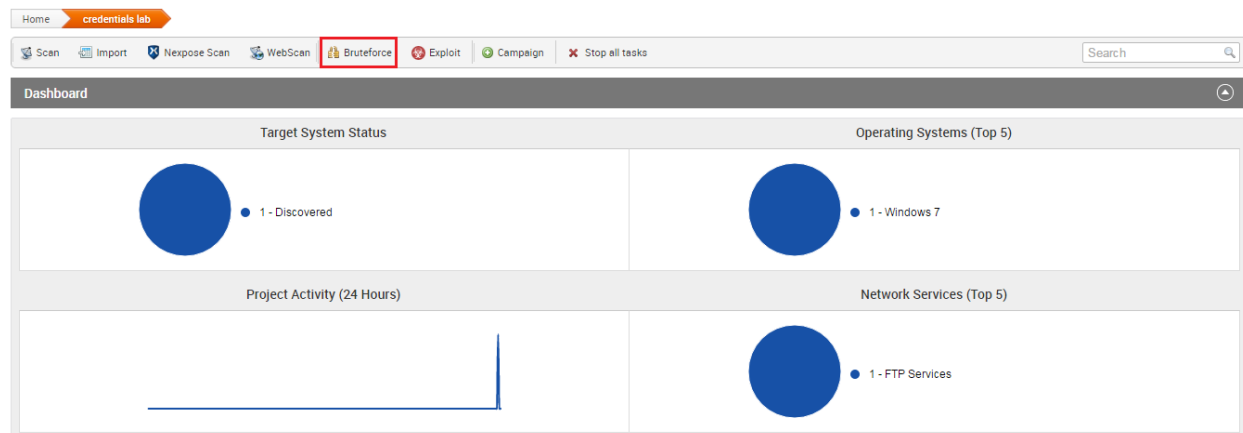 Home credentials lab
Scan Import Nexpose Scan WebScan Bruteforce Exploit Campaign Stop all tasks Search
Dashboard
Target System Status Operating Systems (Top 5)
1 - Discovered 1 - Windows 7
Project Activity (24 Hours) Network Services (Top 5)
1 - FTP Services